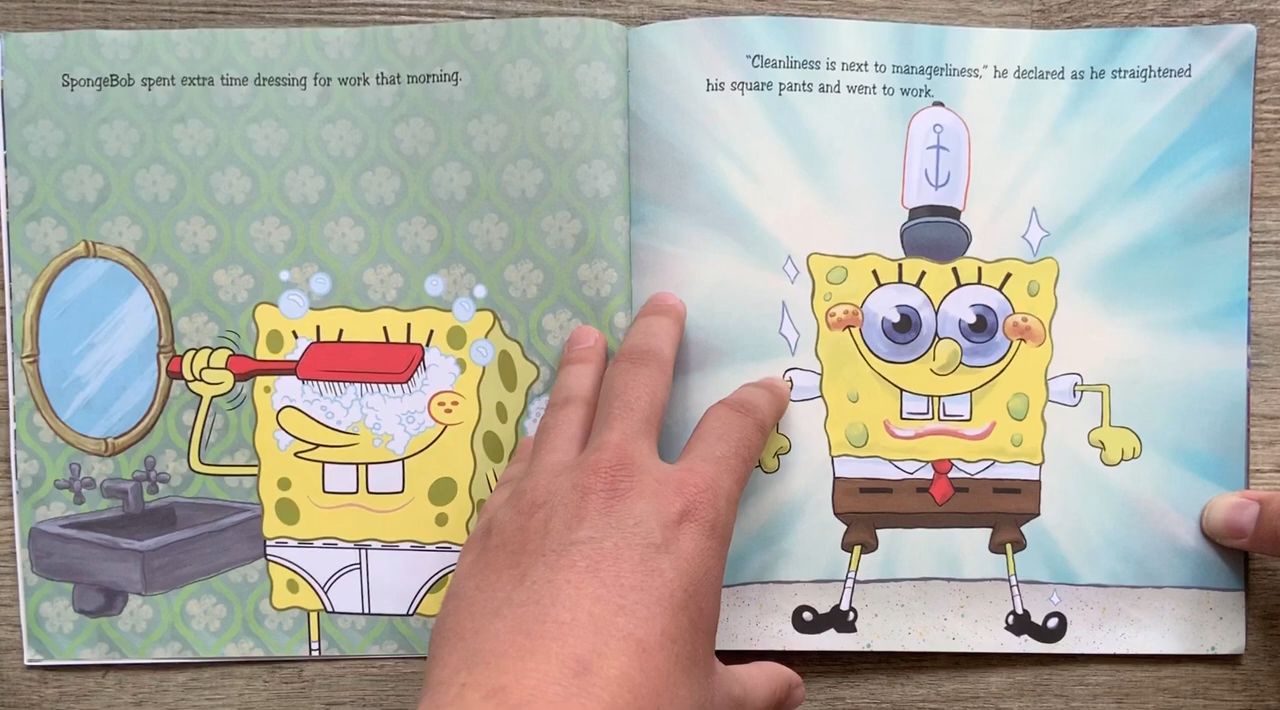 SpongeBob spent extra time dressing for work that morning.
"Cleanliness is next to managerliness," he declared as he straightened
his square pants and went to work.